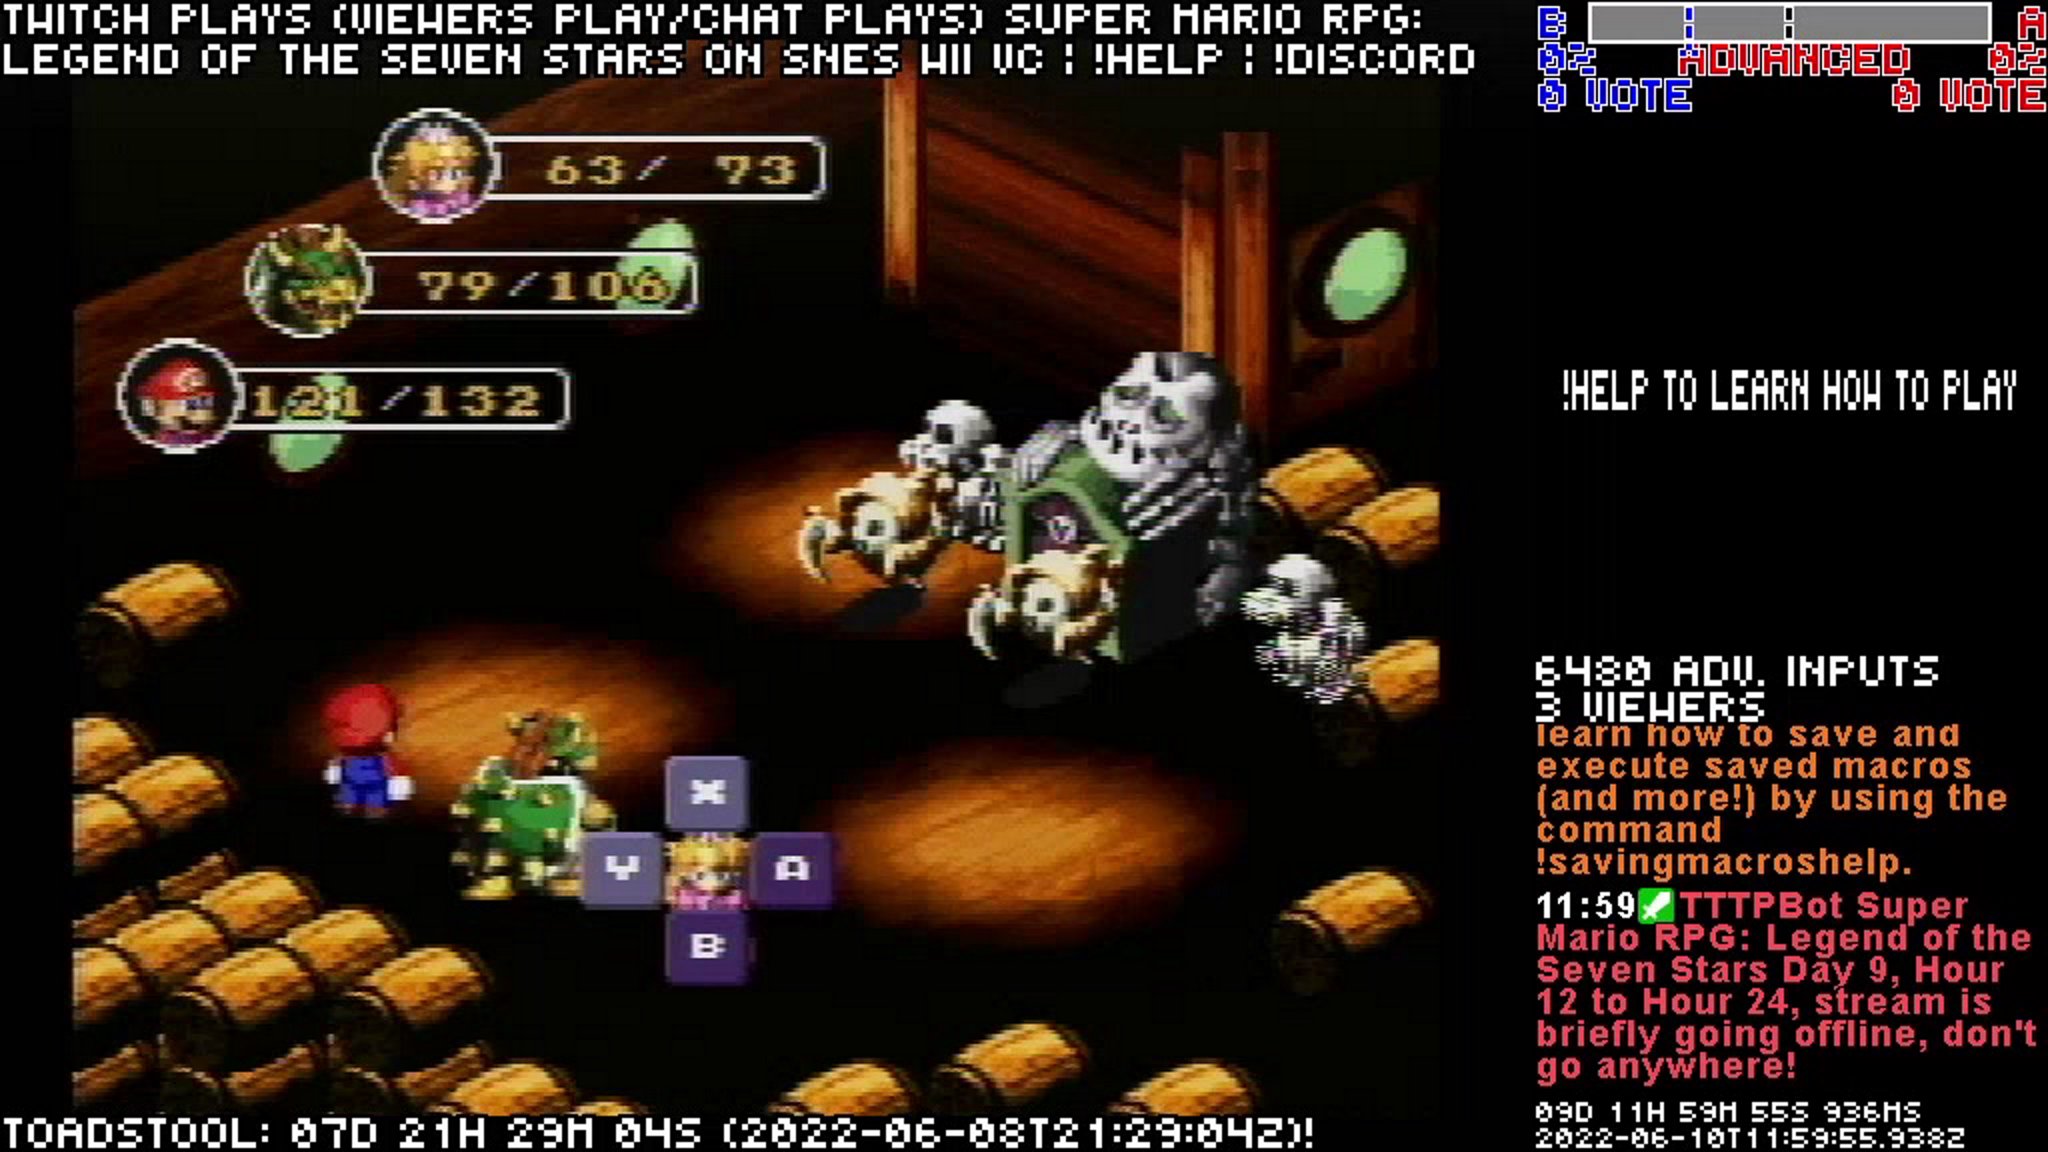 TWITCH PLAYS (VIEWERS PLAY/CHAT PLAYS) SUPER MARIO RPG:
LEGEND OF THE SEVEN STARS ON SNES WII VC ¦ !HELP ¦ !DISCORD
B A
0% ADVANCED 0%
0 VOTE 0 VOTE
63/ 73
79/106
121/132
!HELP TO LEARN HOW TO PLAY
X
Y A
B
6480 ADV. INPUTS
3 VIEWERS
learn how to save and
execute saved macros
(and more!) by using the
command
!savingmacroshelp.
11:59 TTTPBot Super
Mario RPG: Legend of the
Seven Stars Day 9, Hour
12 to Hour 24, stream is
briefly going offline, don't
go anywhere!
09D 11H 59M 55S 936MS
2022-06-10T11:59:55.938Z
TOADSTOOL: 07D 21H 29M 04S (2022-06-08T21:29:04Z)!